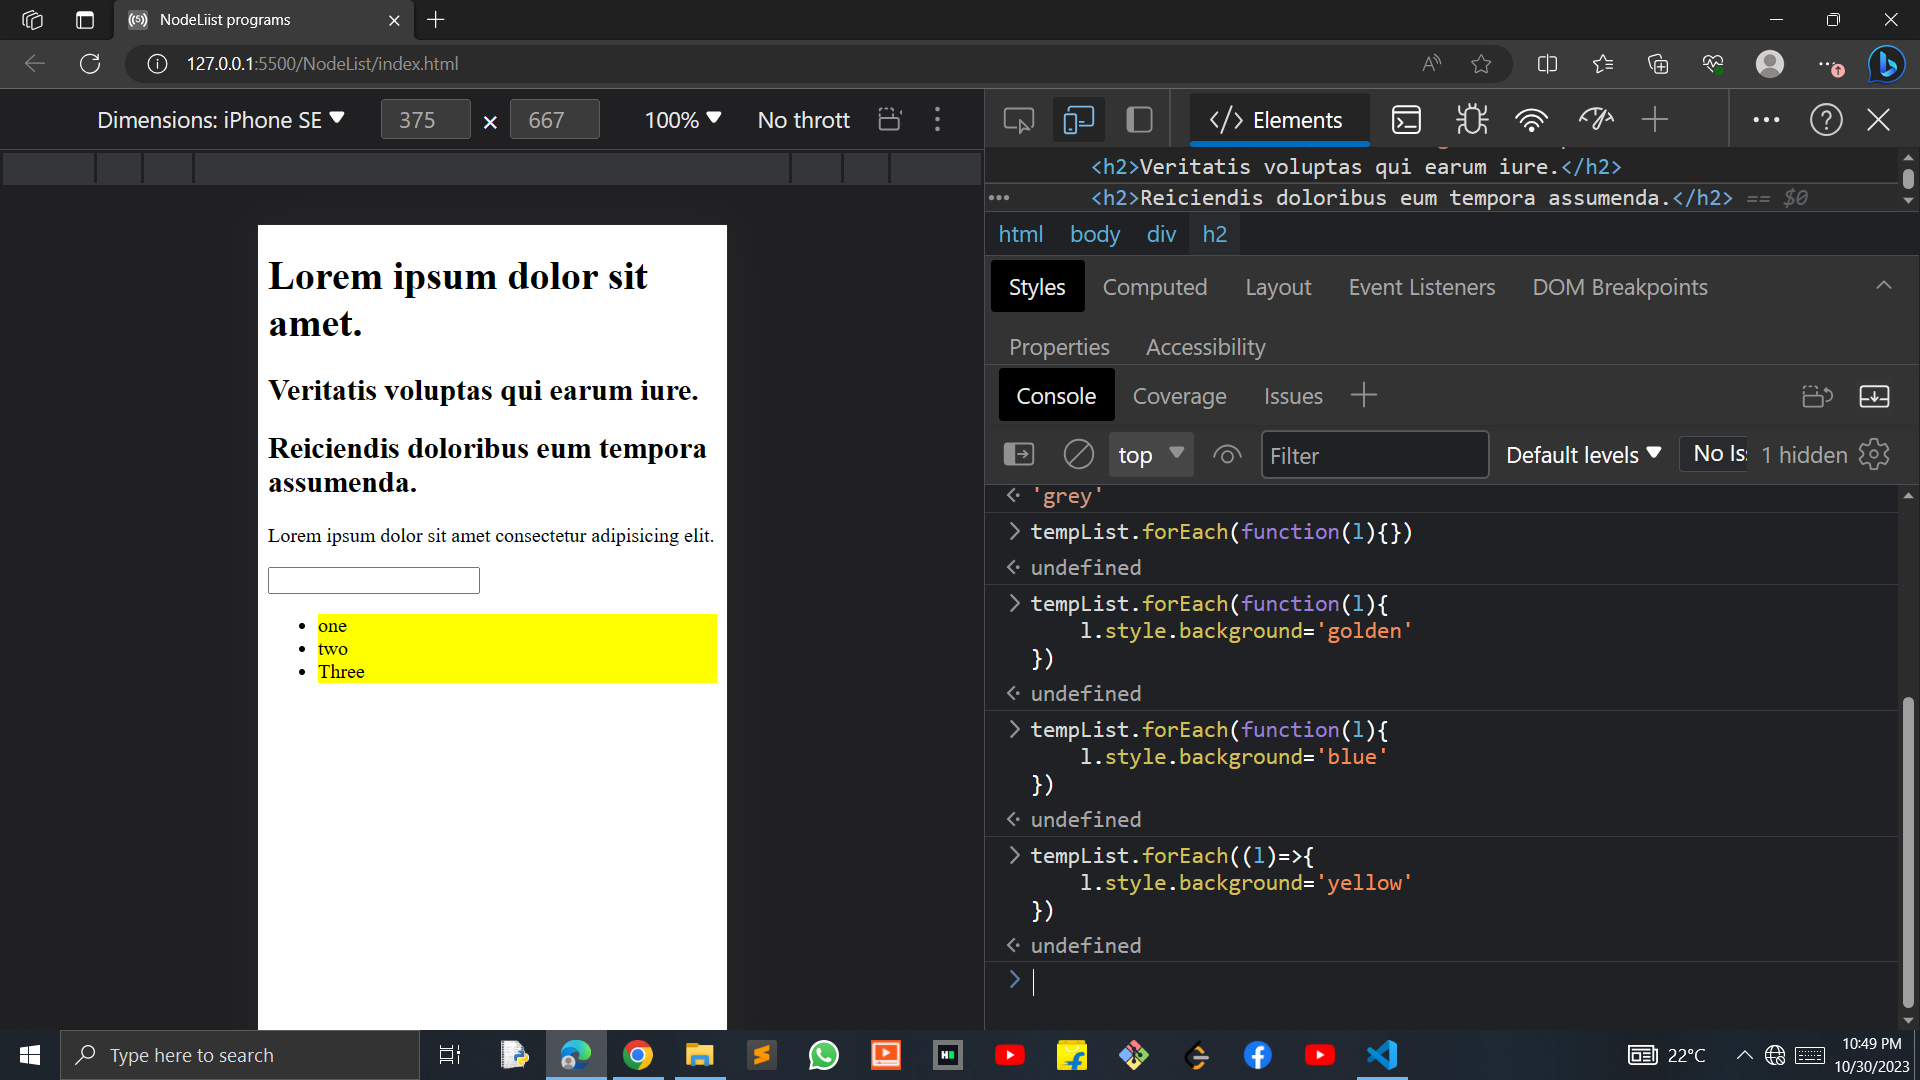 NodeLiist programs
127.0.0.1:5500/NodeList/index.html
Dimensions: iPhone SE 375 × 667 100% No thrott
Elements
<h2>Veritatis voluptas qui earum iure.</h2>
<h2>Reiciendis doloribus eum tempora assumenda.</h2> == $0
html body div h2
Styles Computed Layout Event Listeners DOM Breakpoints
Properties Accessibility
Console Coverage Issues
top Filter Default levels No Is 1 hidden
'grey'
tempList.forEach(function(l){})
undefined
tempList.forEach(function(l){
l.style.background='golden'
})
undefined
tempList.forEach(function(l){
l.style.background='blue'
})
undefined
tempList.forEach((l)=>{
l.style.background='yellow'
})
undefined
Lorem ipsum dolor sit
amet.
Veritatis voluptas qui earum iure.
Reiciendis doloribus eum tempora
assumenda.
Lorem ipsum dolor sit amet consectetur adipisicing elit.
one
two
Three
Type here to search
22°C
10:49 PM
10/30/2023